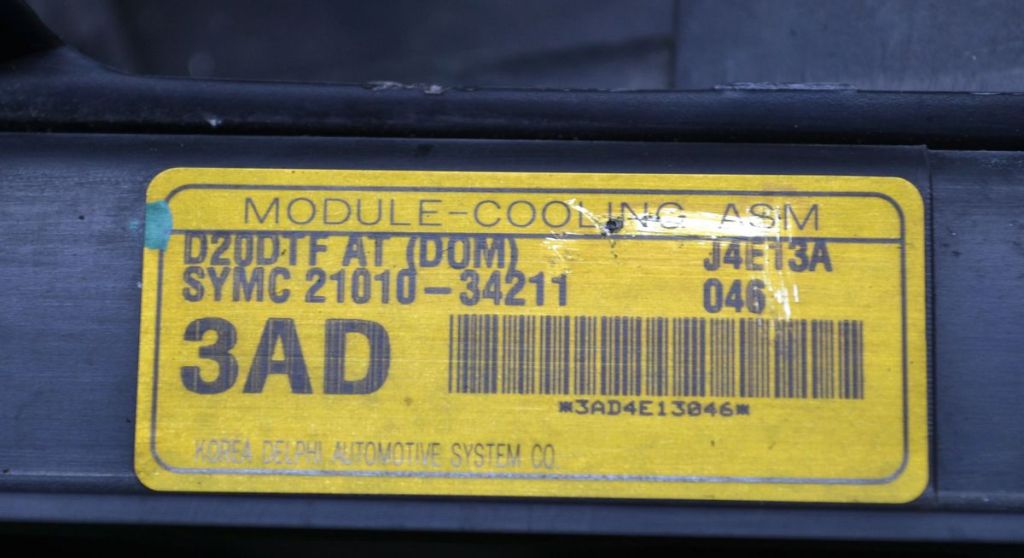 MODULE-COOLING ASM
D20DTF AT (DOM) J4E13A
SYMC 21010-34211 046
3AD
*3AD4E13046*
KOREA DELPHI AUTOMOTIVE SYSTEM CO